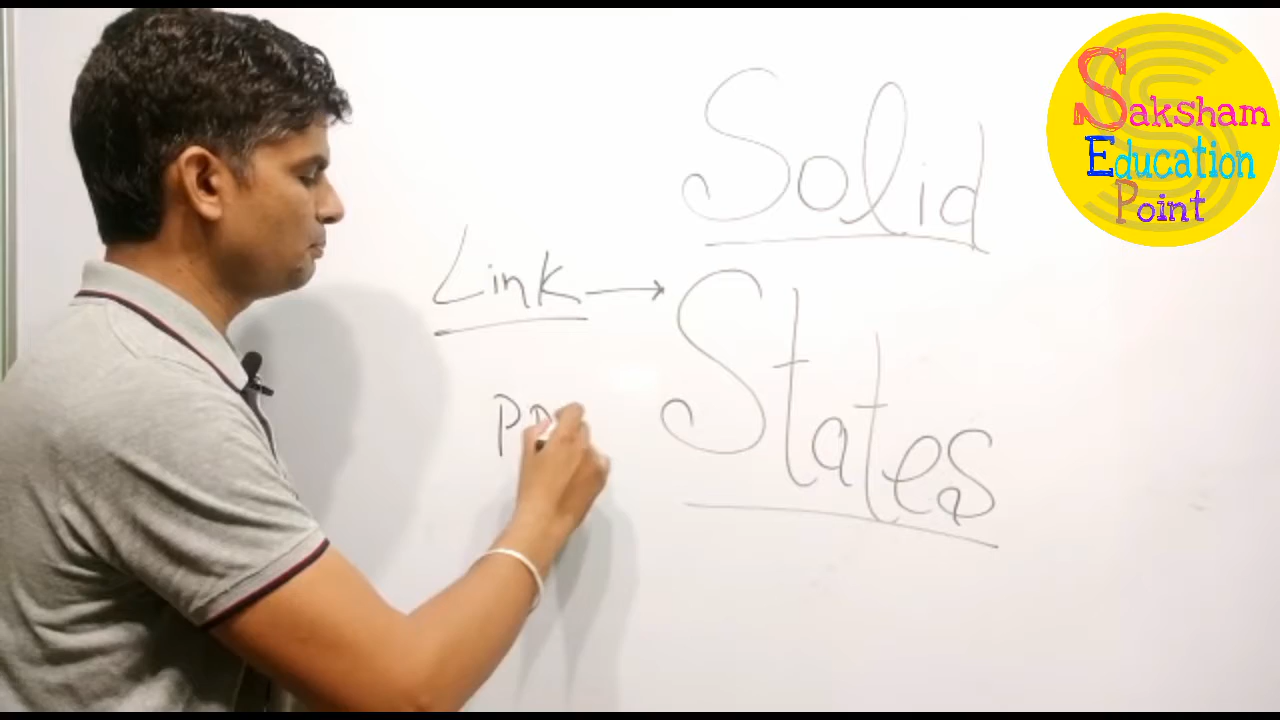 Solid
Link →
States
Saksham
Education
Point